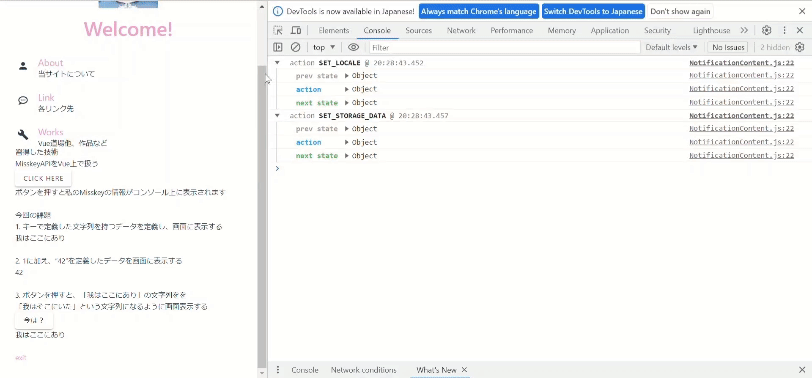 Welcome!
About
当サイトについて
Link
各リンク先
Works
Vue道場他、作品など
習得した技術
MisskeyAPIをVue上で扱う
CLICK HERE
ボタンを押すと私のMisskeyの情報がコンソール上に表示されます
今回の課題
1. キーで定義した文字列を持つデータを定義し、画面に表示する
我はここにあり
2. 1に加え、"42"を定義したデータを画面に表示する
42
3. ボタンを押すと、「我はここにあり」の文字列をを
「我はそこにいた」という文字列になるように画面表示する
今は？
我はここにあり
DevTools is now available in Japanese! Always match Chrome's language Switch DevTools to Japanese Don't show again
Elements Console Sources Network Performance Memory Application Security Lighthouse
top Filter Default levels No Issues 2 hidden
action SET_LOCALE @ 20:28:43.452 NotificationContent.js:22
prev state Object NotificationContent.js:22
action Object NotificationContent.js:22
next state Object NotificationContent.js:22
action SET_STORAGE_DATA @ 20:28:43.457 NotificationContent.js:22
prev state Object NotificationContent.js:22
action Object NotificationContent.js:22
next state Object NotificationContent.js:22
Console Network conditions What's New